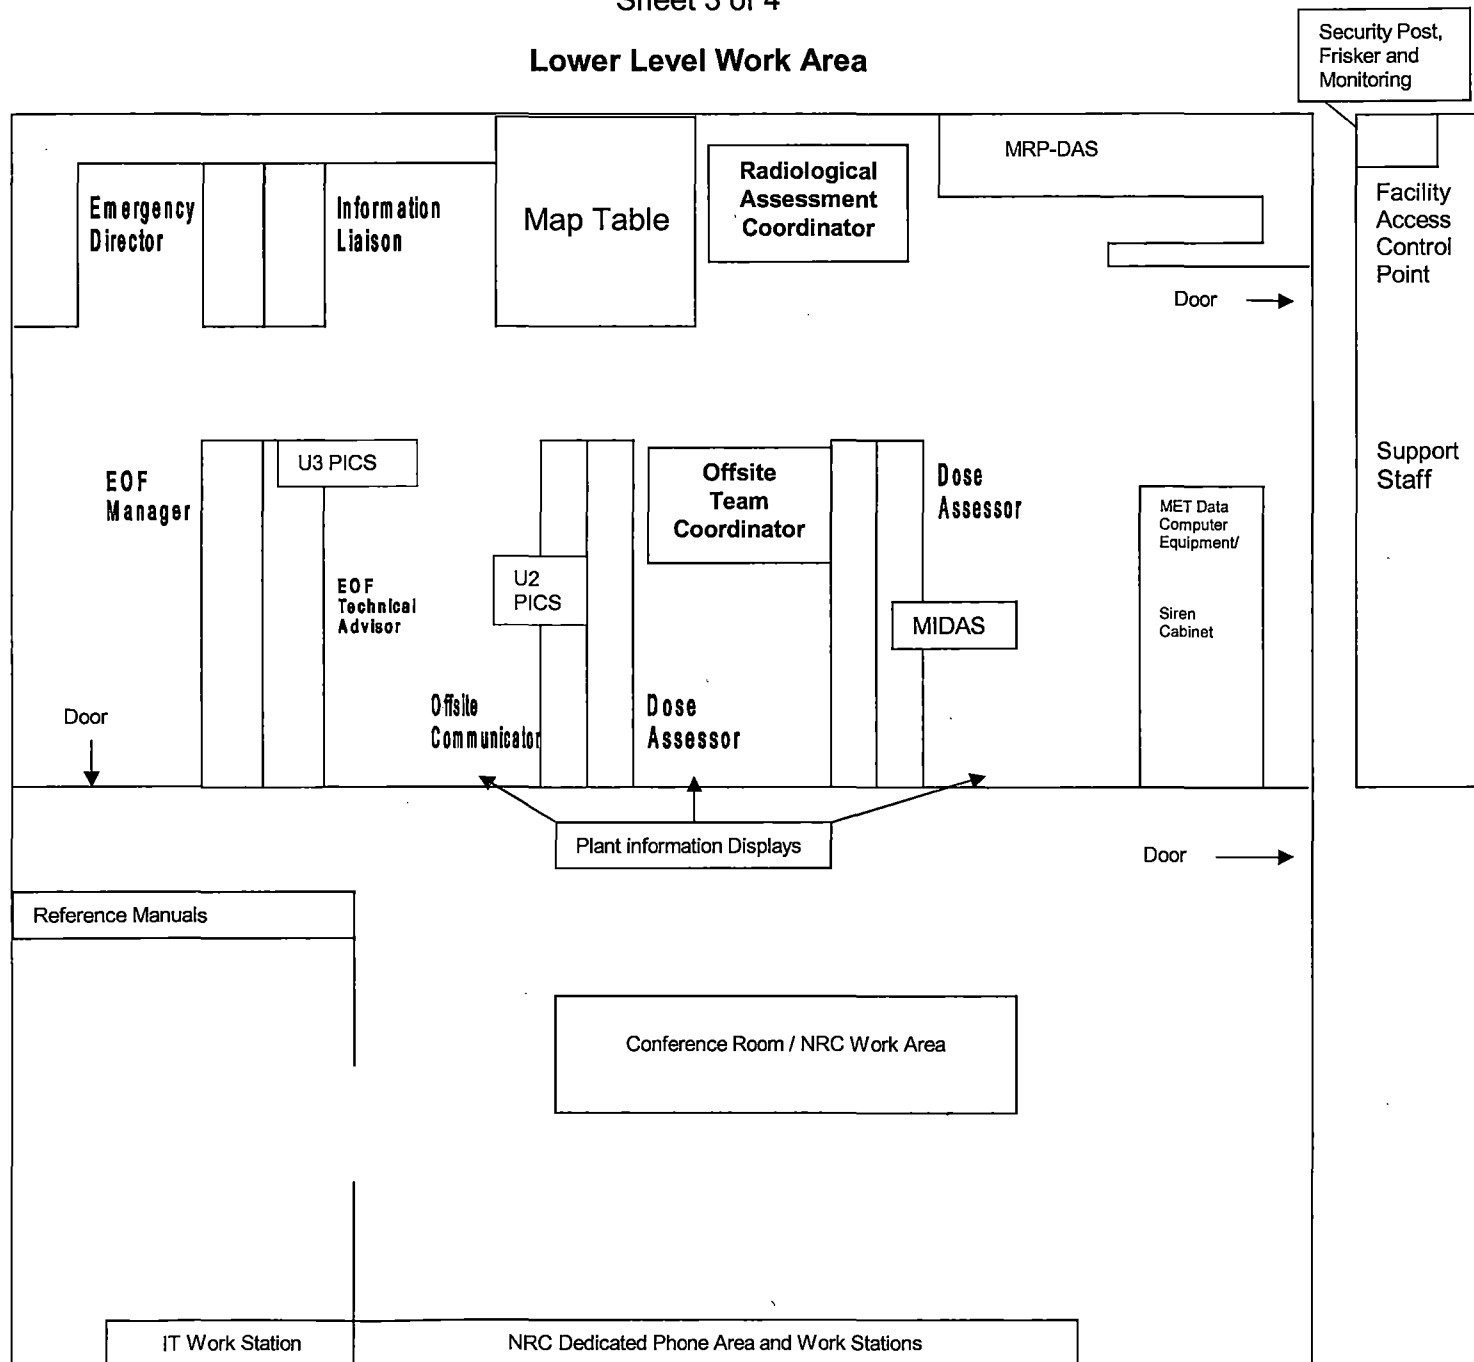 Sheet 3 of 4
Lower Level Work Area
Security Post,
Frisker and
Monitoring
Emergency
Director
Information
Liaison
Map Table
Radiological
Assessment
Coordinator
MRP-DAS
Door
Facility
Access
Control
Point
EOF
Manager
U3 PICS
EOF
Technical
Advisor
U2
PICS
Offsite
Communicator
Offsite
Team
Coordinator
Dose
Assessor
Dose
Assessor
MIDAS
MET Data
Computer
Equipment/
Siren
Cabinet
Support
Staff
Door
Plant information Displays
Door
Reference Manuals
Conference Room / NRC Work Area
IT Work Station
NRC Dedicated Phone Area and Work Stations